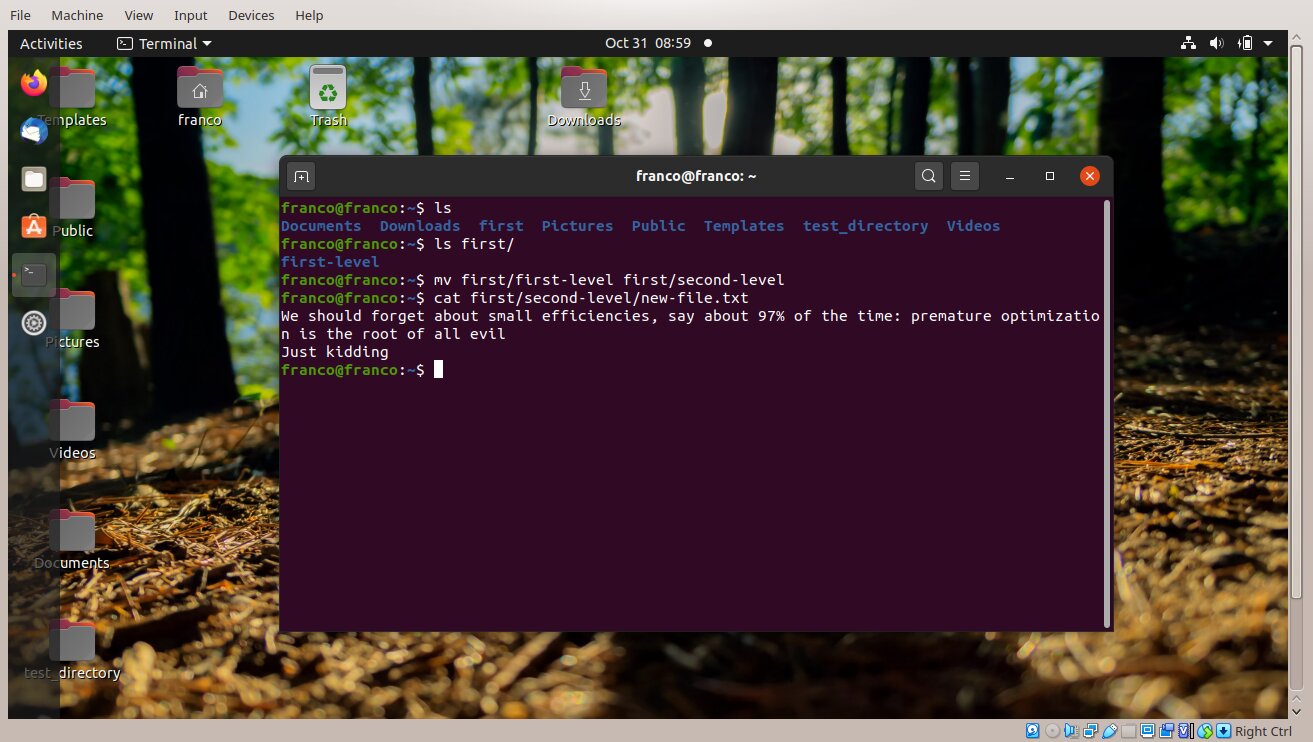 File Machine View Input Devices Help
Activities Terminal Oct 31 08:59
Templates franco Trash Downloads
franco@franco: ~
franco@franco:~$ ls
Documents Downloads first Pictures Public Templates test_directory Videos
franco@franco:~$ ls first/
first-level
franco@franco:~$ mv first/first-level first/second-level
franco@franco:~$ cat first/second-level/new-file.txt
We should forget about small efficiencies, say about 97% of the time: premature optimizatio
n is the root of all evil
Just kidding
franco@franco:~$
Public
Pictures
Videos
Documents
test_directory
Right Ctrl